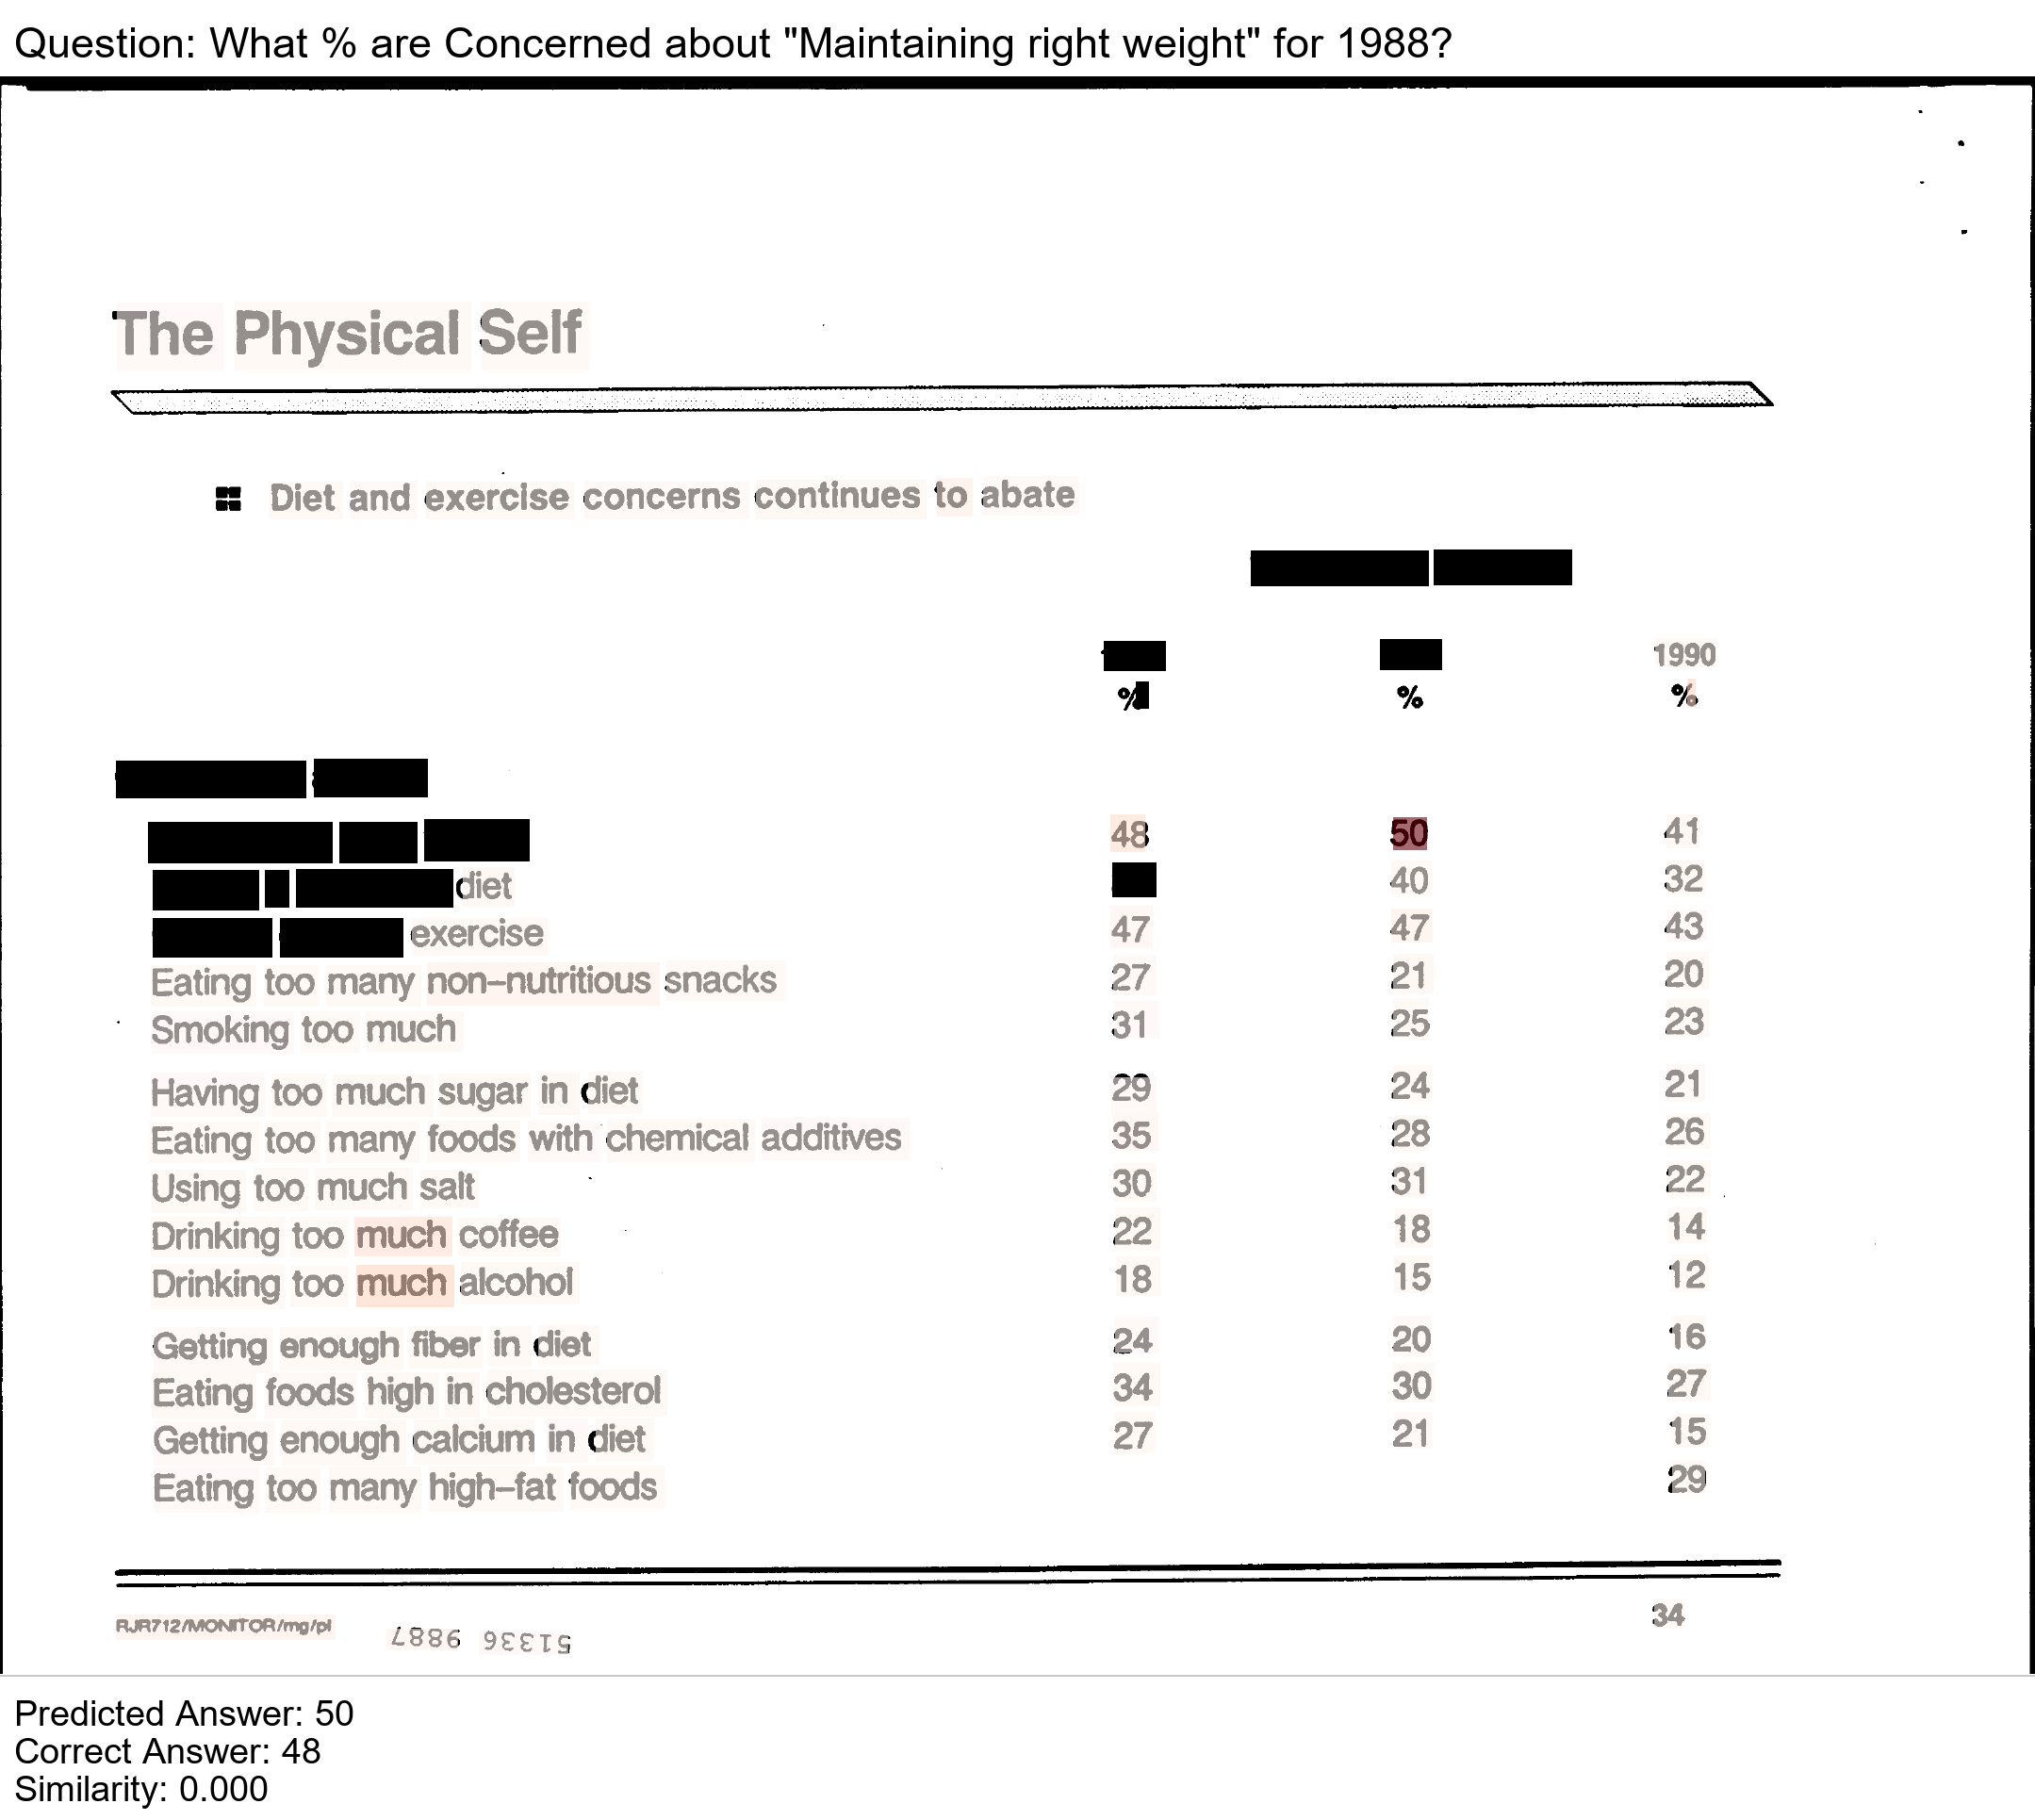 Question: What % are Concerned about "Maintaining right weight" for 1988?
The Physical Self
Diet and exercise concerns continues to abate
1990
% % %
48 50 41
diet 40 32
exercise 47 47 43
Eating too many non-nutritious snacks 27 21 20
Smoking too much 31 25 23
Having too much sugar in diet 29 24 21
Eating too many foods with chemical additives 35 28 26
Using too much salt 30 31 22
Drinking too much coffee 22 18 14
Drinking too much alcohol 18 15 12
Getting enough fiber in diet 24 20 16
Eating foods high in cholesterol 34 30 27
Getting enough calcium in diet 27 21 15
Eating too many high-fat foods 29
RJR712/MONITOR/mg/pl
51336 9887
34
Predicted Answer: 50
Correct Answer: 48
Similarity: 0.000